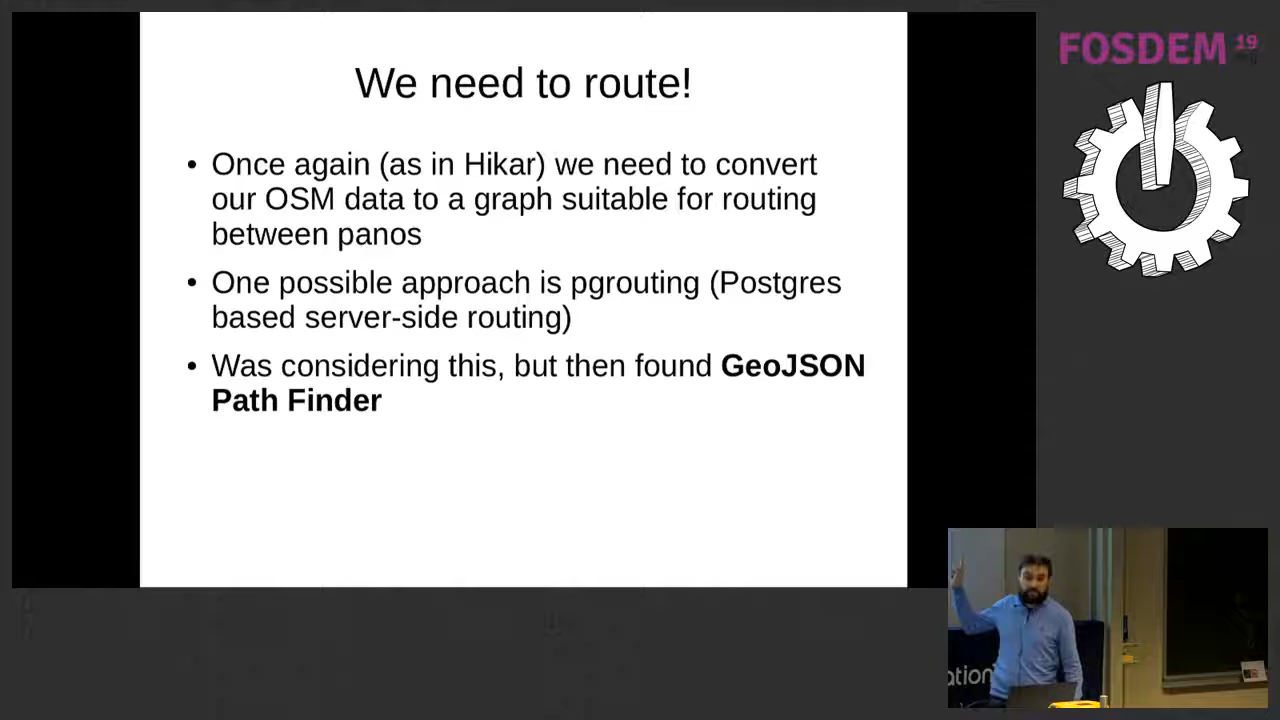 We need to route!
• Once again (as in Hikar) we need to convert
our OSM data to a graph suitable for routing
between panos
• One possible approach is pgrouting (Postgres
based server-side routing)
• Was considering this, but then found GeoJSON
Path Finder
FOSDEM 19
ation